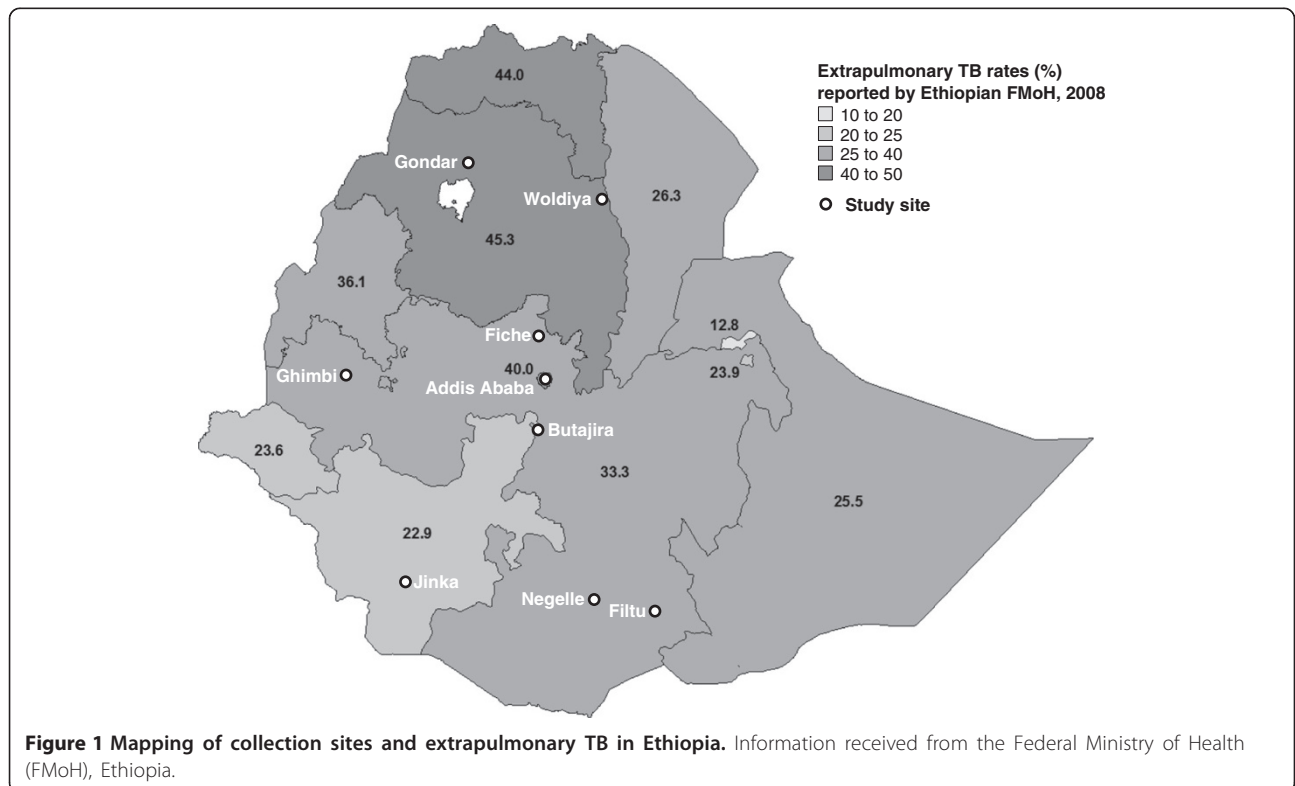 44.0
Extrapulmonary TB rates (%)
reported by Ethiopian FMoH, 2008
10 to 20
20 to 25
25 to 40
40 to 50
Study site
Gondar
Woldiya
26.3
45.3
36.1
12.8
Fiche
40.0
23.9
Ghimbi
Addis Ababa
Butajira
23.6
33.3
25.5
22.9
Jinka
Negelle
Filtu
Figure 1 Mapping of collection sites and extrapulmonary TB in Ethiopia. Information received from the Federal Ministry of Health
(FMoH), Ethiopia.